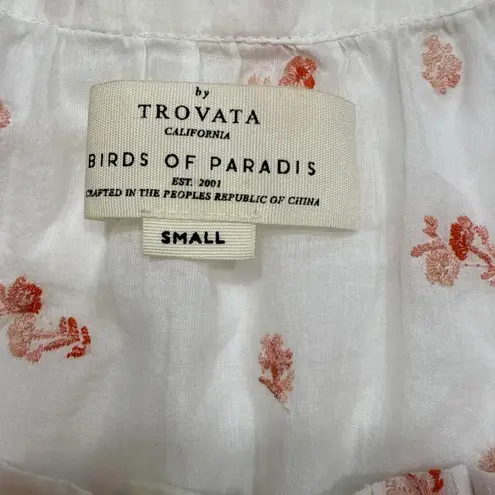 by
TROVATA
CALIFORNIA
BIRDS OF PARADIS
EST. 2001
CRAFTED IN THE PEOPLES REPUBLIC OF CHINA
SMALL